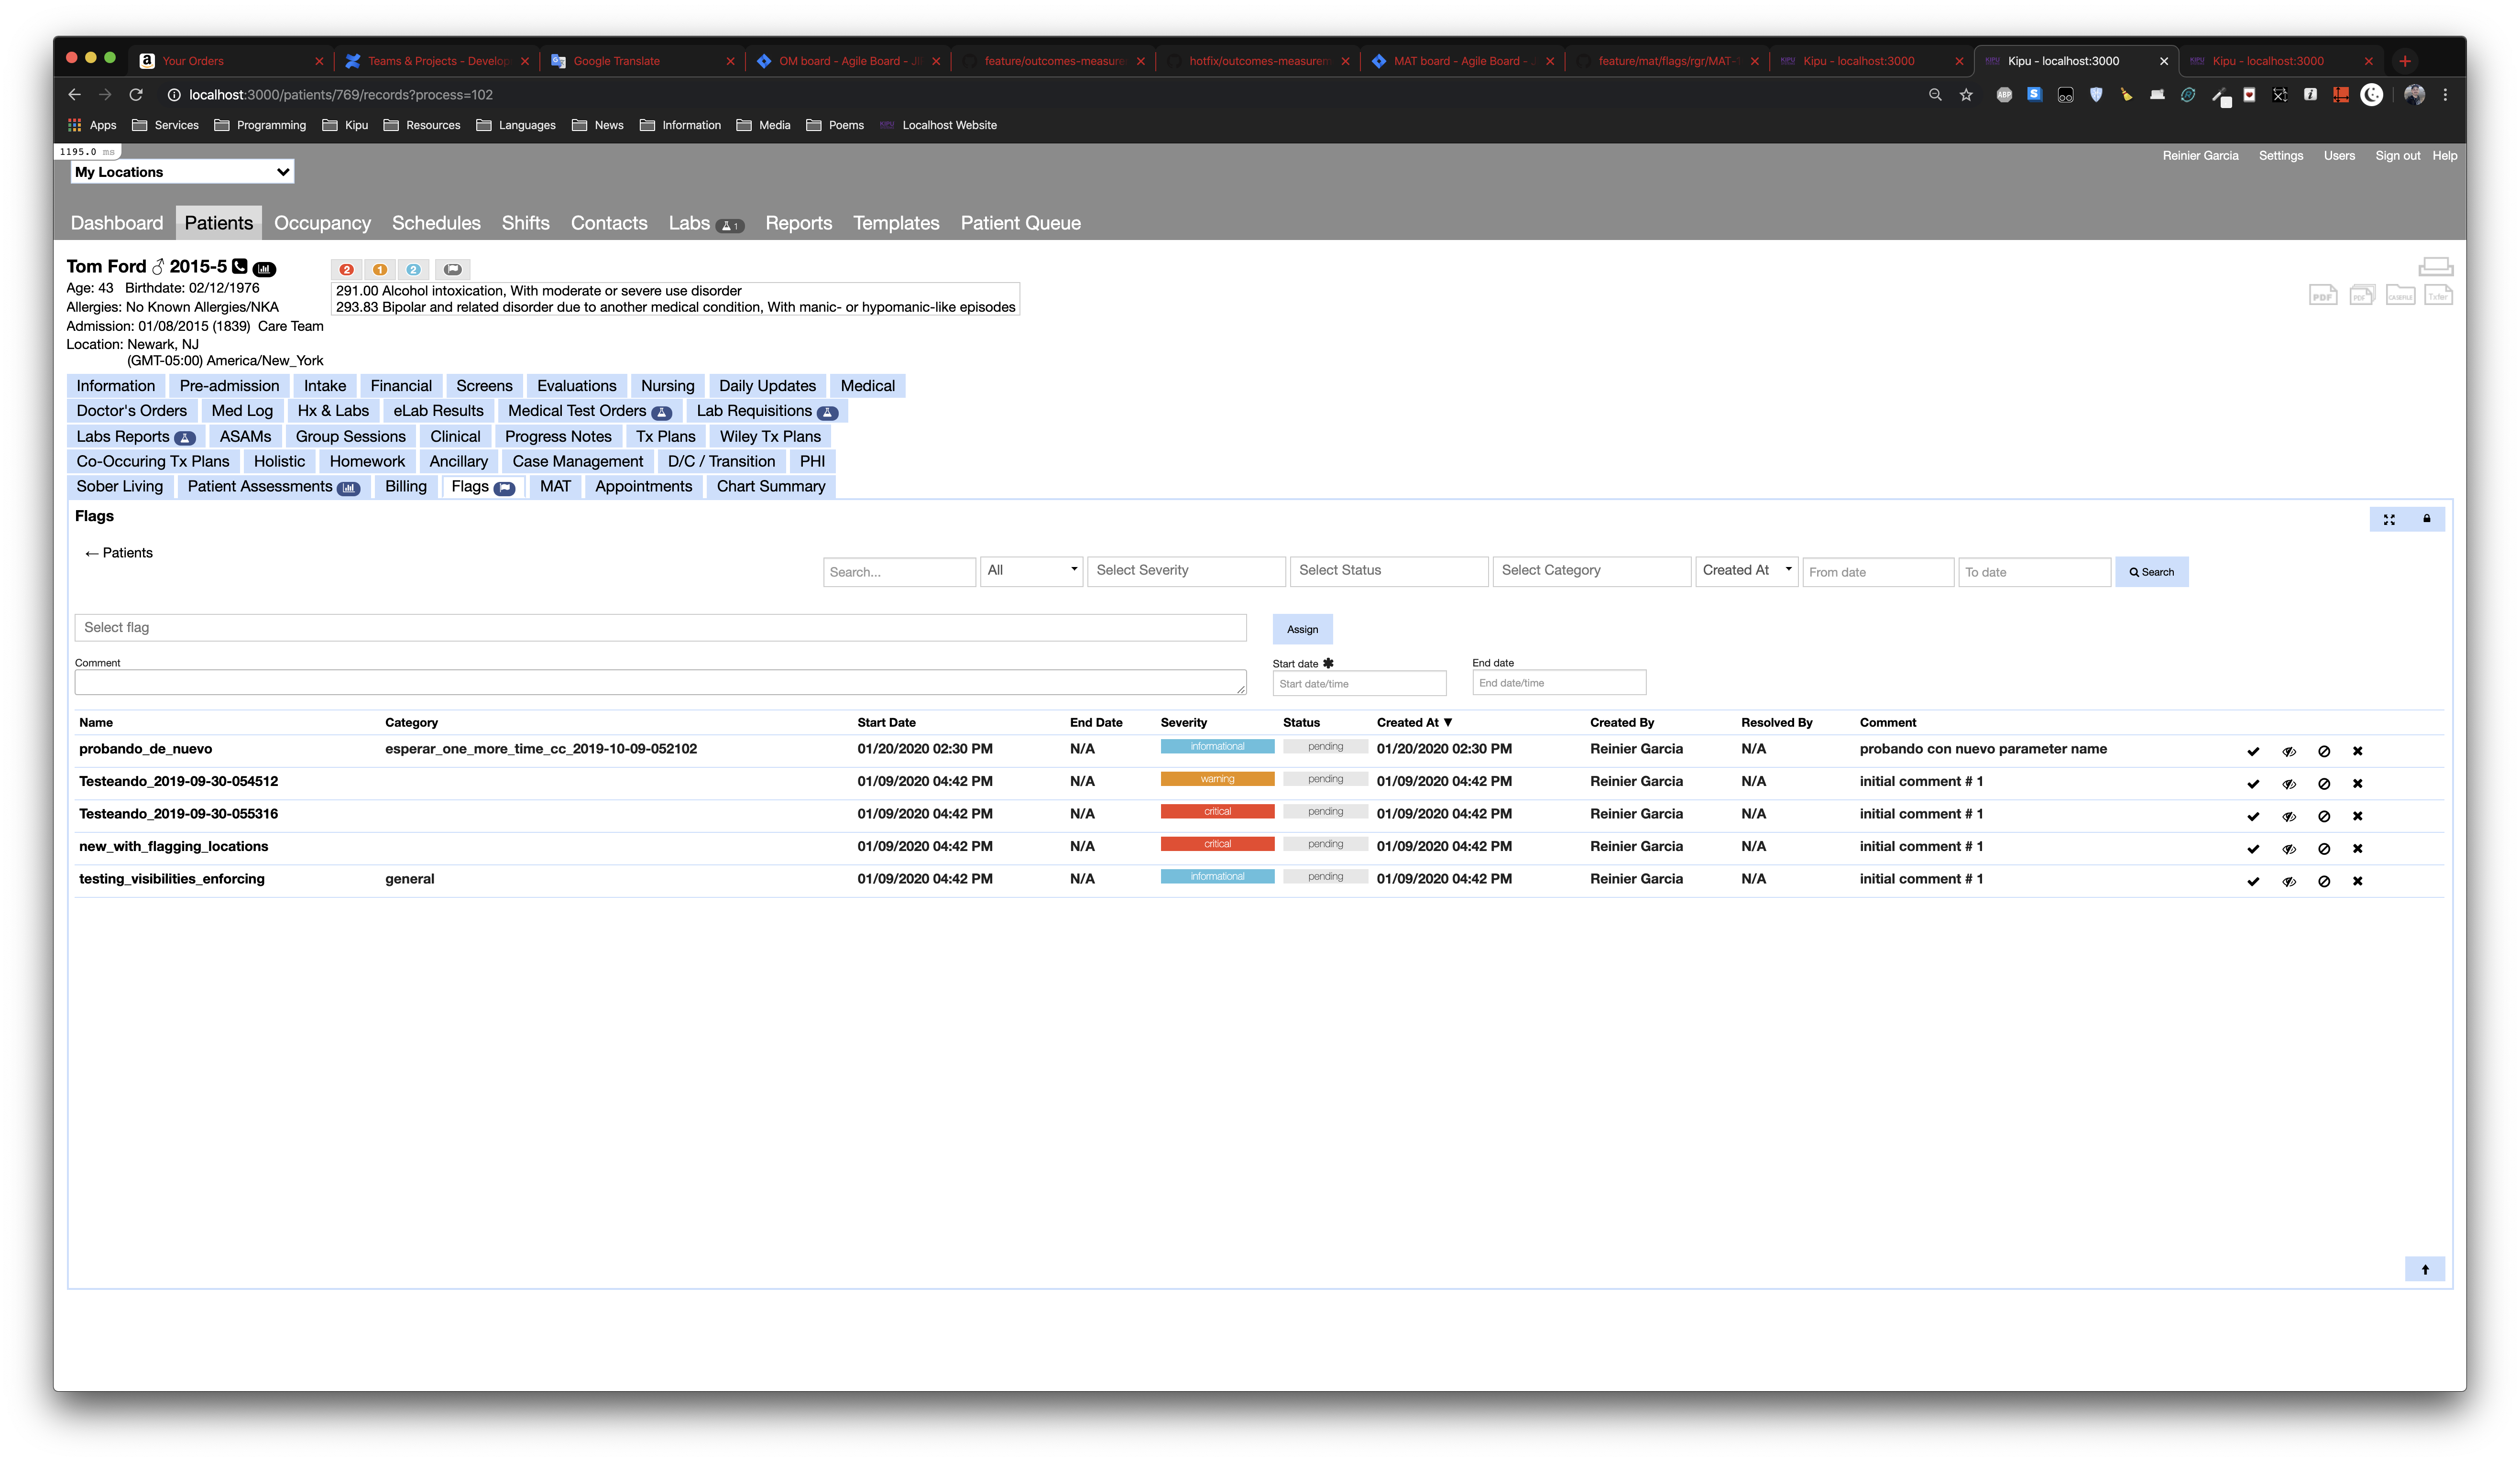 Your Orders
Teams & Projects - Develop
Google Translate
OM board - Agile Board - JI
feature/outcomes-measure
hotfix/outcomes-measurem
MAT board - Agile Board - J
feature/mat/flags/rgr/MAT-1
Kipu - localhost:3000
Kipu - localhost:3000
Kipu - localhost:3000
localhost:3000/patients/769/records?process=102
Apps Services Programming Kipu Resources Languages News Information Media Poems Localhost Website
1195.0 ms
Reinier Garcia Settings Users Sign out Help
My Locations
Dashboard Patients Occupancy Schedules Shifts Contacts Labs 1 Reports Templates Patient Queue
Tom Ford ♂ 2015-5
2 1 2
Age: 43 Birthdate: 02/12/1976
291.00 Alcohol intoxication, With moderate or severe use disorder
PDF PDF CASEFILE Txfer
Allergies: No Known Allergies/NKA
293.83 Bipolar and related disorder due to another medical condition, With manic- or hypomanic-like episodes
Admission: 01/08/2015 (1839) Care Team
Location: Newark, NJ
(GMT-05:00) America/New_York
Information Pre-admission Intake Financial Screens Evaluations Nursing Daily Updates Medical
Doctor's Orders Med Log Hx & Labs eLab Results Medical Test Orders Lab Requisitions
Labs Reports ASAMs Group Sessions Clinical Progress Notes Tx Plans Wiley Tx Plans
Co-Occuring Tx Plans Holistic Homework Ancillary Case Management D/C / Transition PHI
Sober Living Patient Assessments Billing Flags MAT Appointments Chart Summary
Flags
← Patients
Search... All Select Severity Select Status Select Category Created At From date To date Search
Select flag Assign
Comment Start date ✱ End date
Start date/time End date/time
Name Category Start Date End Date Severity Status Created At ▼ Created By Resolved By Comment
probando_de_nuevo esperar_one_more_time_cc_2019-10-09-052102 01/20/2020 02:30 PM N/A informational pending 01/20/2020 02:30 PM Reinier Garcia N/A probando con nuevo parameter name
Testeando_2019-09-30-054512 01/09/2020 04:42 PM N/A warning pending 01/09/2020 04:42 PM Reinier Garcia N/A initial comment # 1
Testeando_2019-09-30-055316 01/09/2020 04:42 PM N/A critical pending 01/09/2020 04:42 PM Reinier Garcia N/A initial comment # 1
new_with_flagging_locations 01/09/2020 04:42 PM N/A critical pending 01/09/2020 04:42 PM Reinier Garcia N/A initial comment # 1
testing_visibilities_enforcing general 01/09/2020 04:42 PM N/A informational pending 01/09/2020 04:42 PM Reinier Garcia N/A initial comment # 1